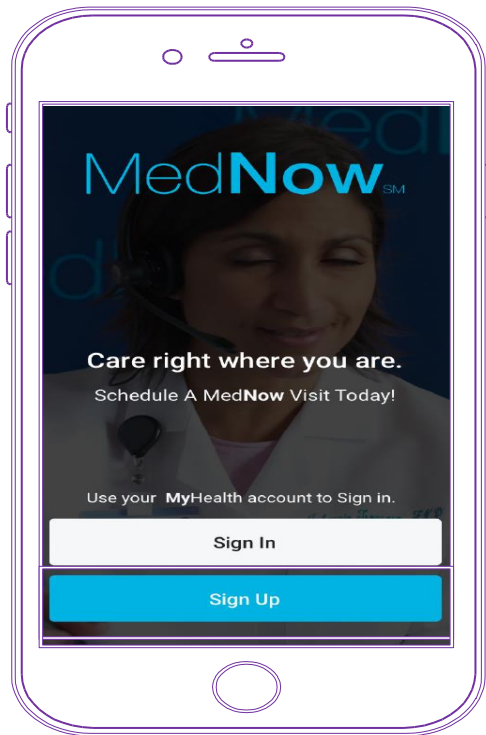 MedNow SM
Care right where you are.
Schedule A MedNow Visit Today!
Use your MyHealth account to Sign in.
Sign In
Sign Up